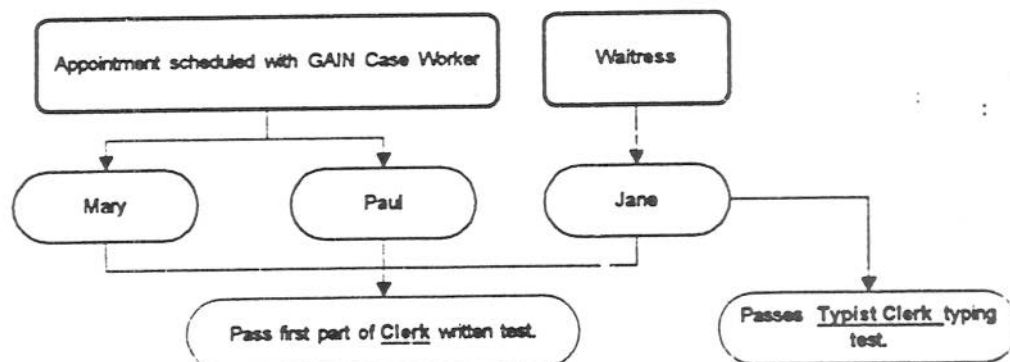 Appointment scheduled with GAIN Case Worker
Waitress
Mary
Paul
Jane
Pass first part of Clerk written test.
Passes Typist Clerk typing
test.